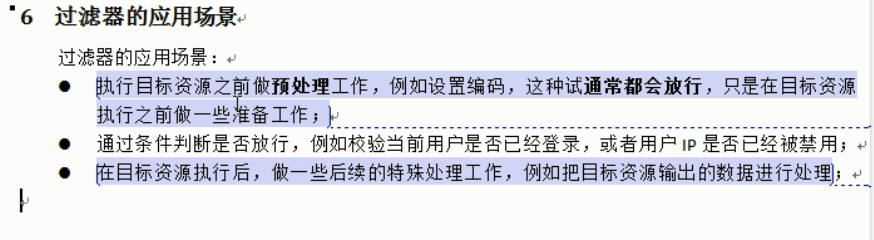 6 过滤器的应用场景
过滤器的应用场景：
● 执行目标资源之前做预处理工作，例如设置编码，这种试通常都会放行，只是在目标资源
执行之前做一些准备工作；
● 通过条件判断是否放行，例如校验当前用户是否已经登录，或者用户 IP 是否已经被禁用；
● 在目标资源执行后，做一些后续的特殊处理工作，例如把目标资源输出的数据进行处理；